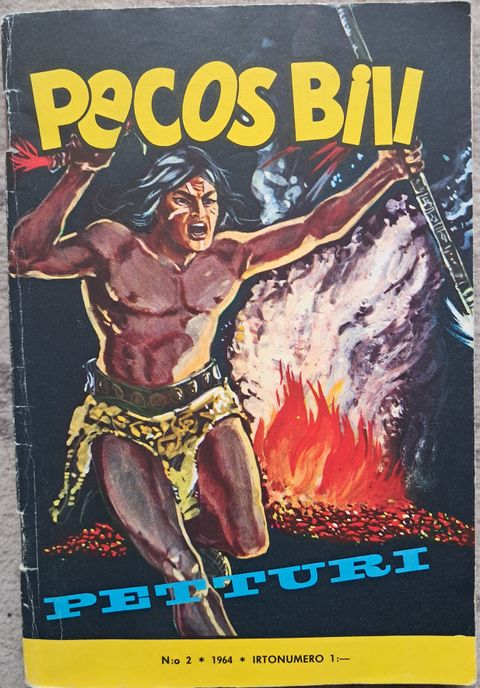 Pecos Bill
PETTURI
N:o 2 * 1964 * IRTONUMERO 1:—